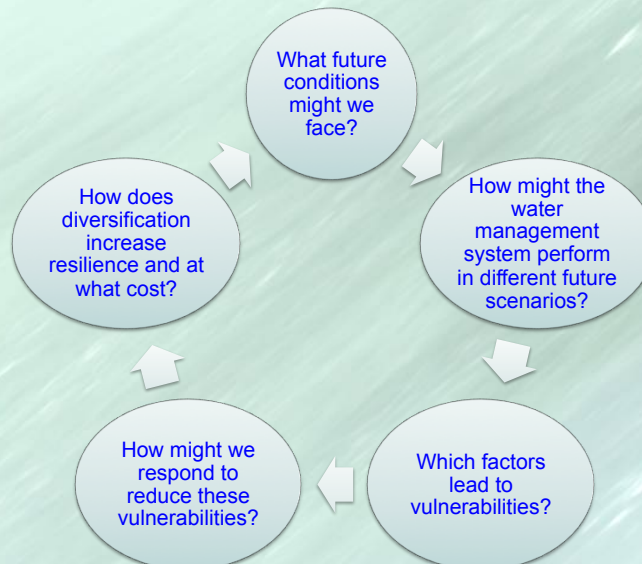 What future
conditions
might we
face?
How might the
water
management
system perform
in different future
scenarios?
Which factors
lead to
vulnerabilities?
How might we
respond to
reduce these
vulnerabilities?
How does
diversification
increase
resilience and at
what cost?